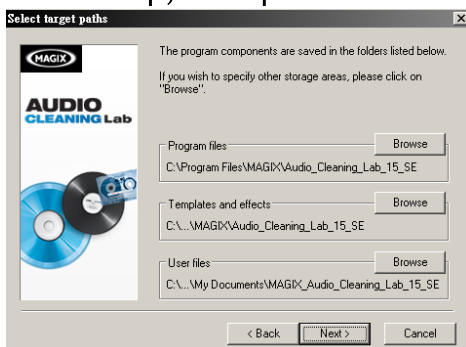 Select target paths
MAGIX
AUDIO
CLEANING Lab
The program components are saved in the folders listed below.
If you wish to specify other storage areas, please click on
"Browse".
Program files
Browse
C:\Program Files\MAGIX\Audio_Cleaning_Lab_15_SE
Templates and effects
Browse
C:\...\MAGIX\Audio_Cleaning_Lab_15_SE
User files
Browse
C:\...\My Documents\MAGIX_Audio_Cleaning_Lab_15_SE
< Back
Next >
Cancel